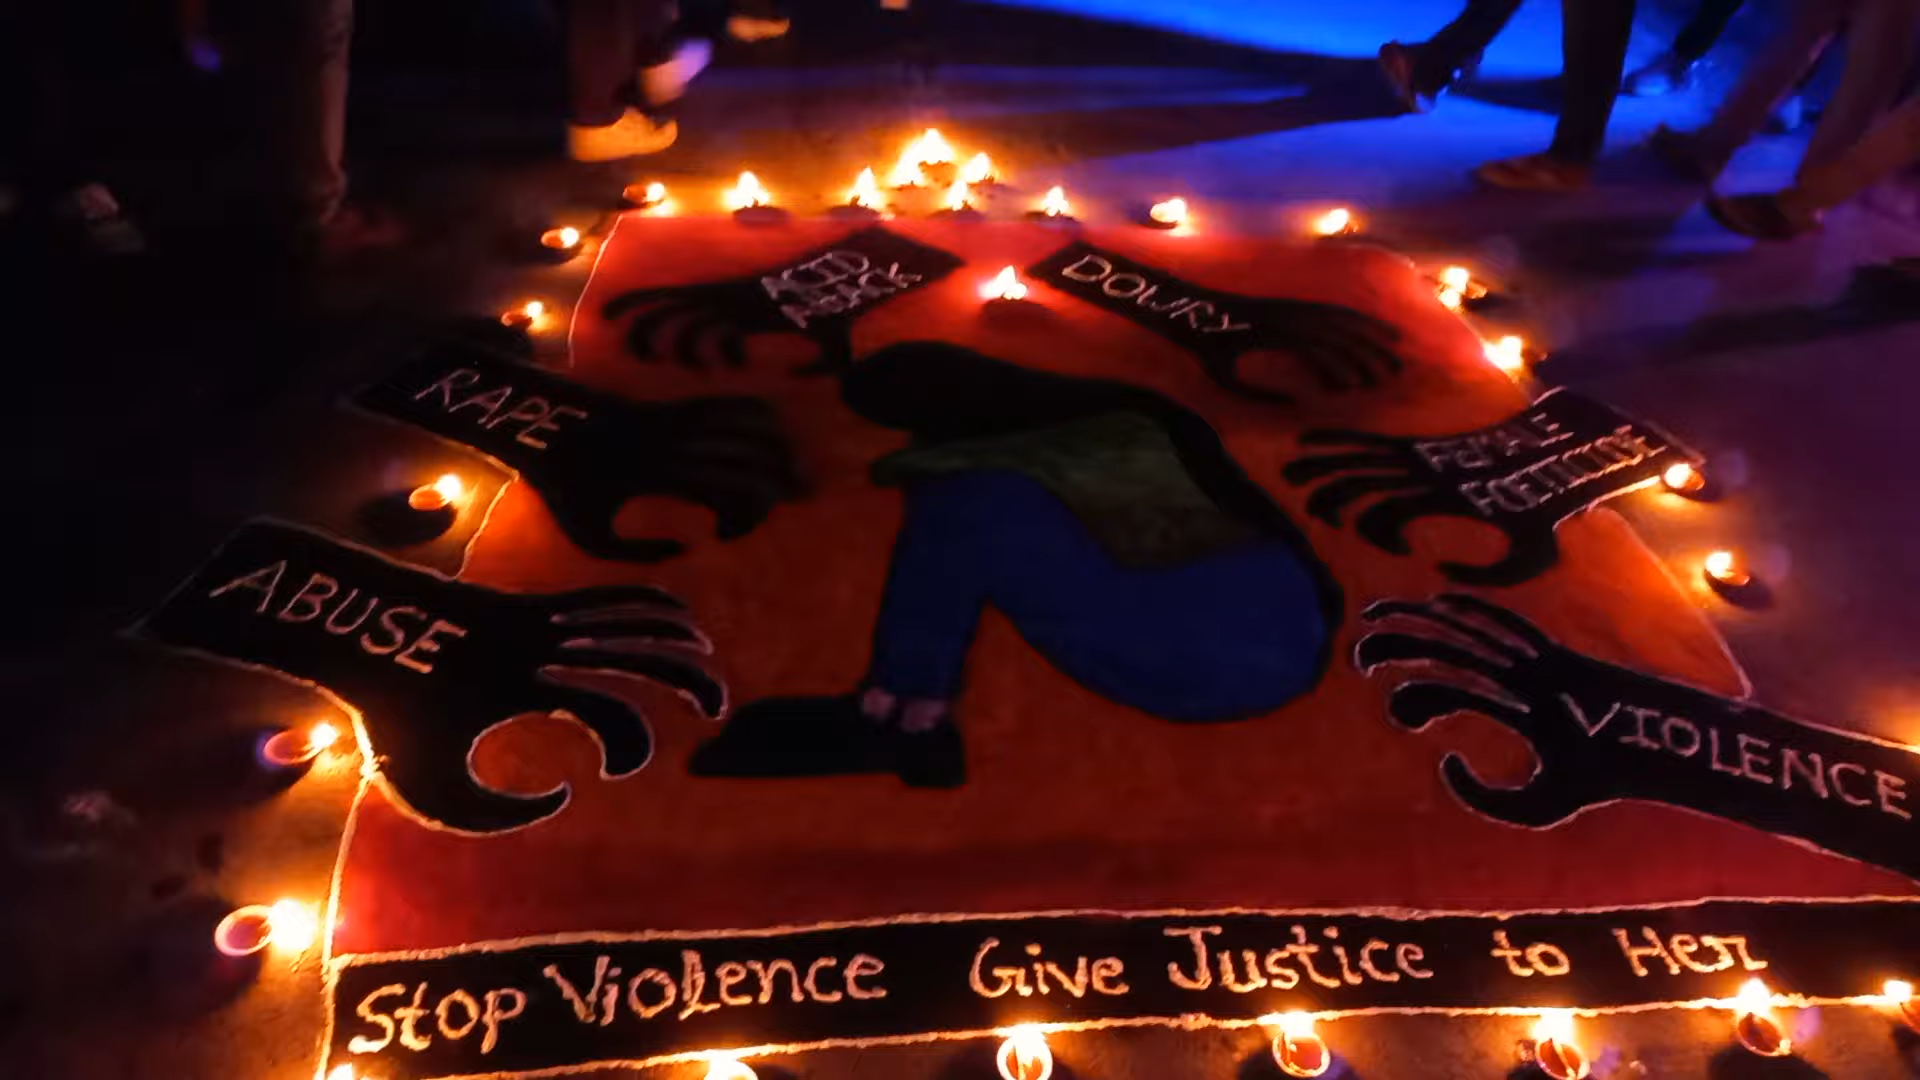 ACID
ATTACK
DOWRY
RAPE
FEMALE
FOETICIDE
ABUSE
VIOLENCE
Stop Violence Give Justice to Her